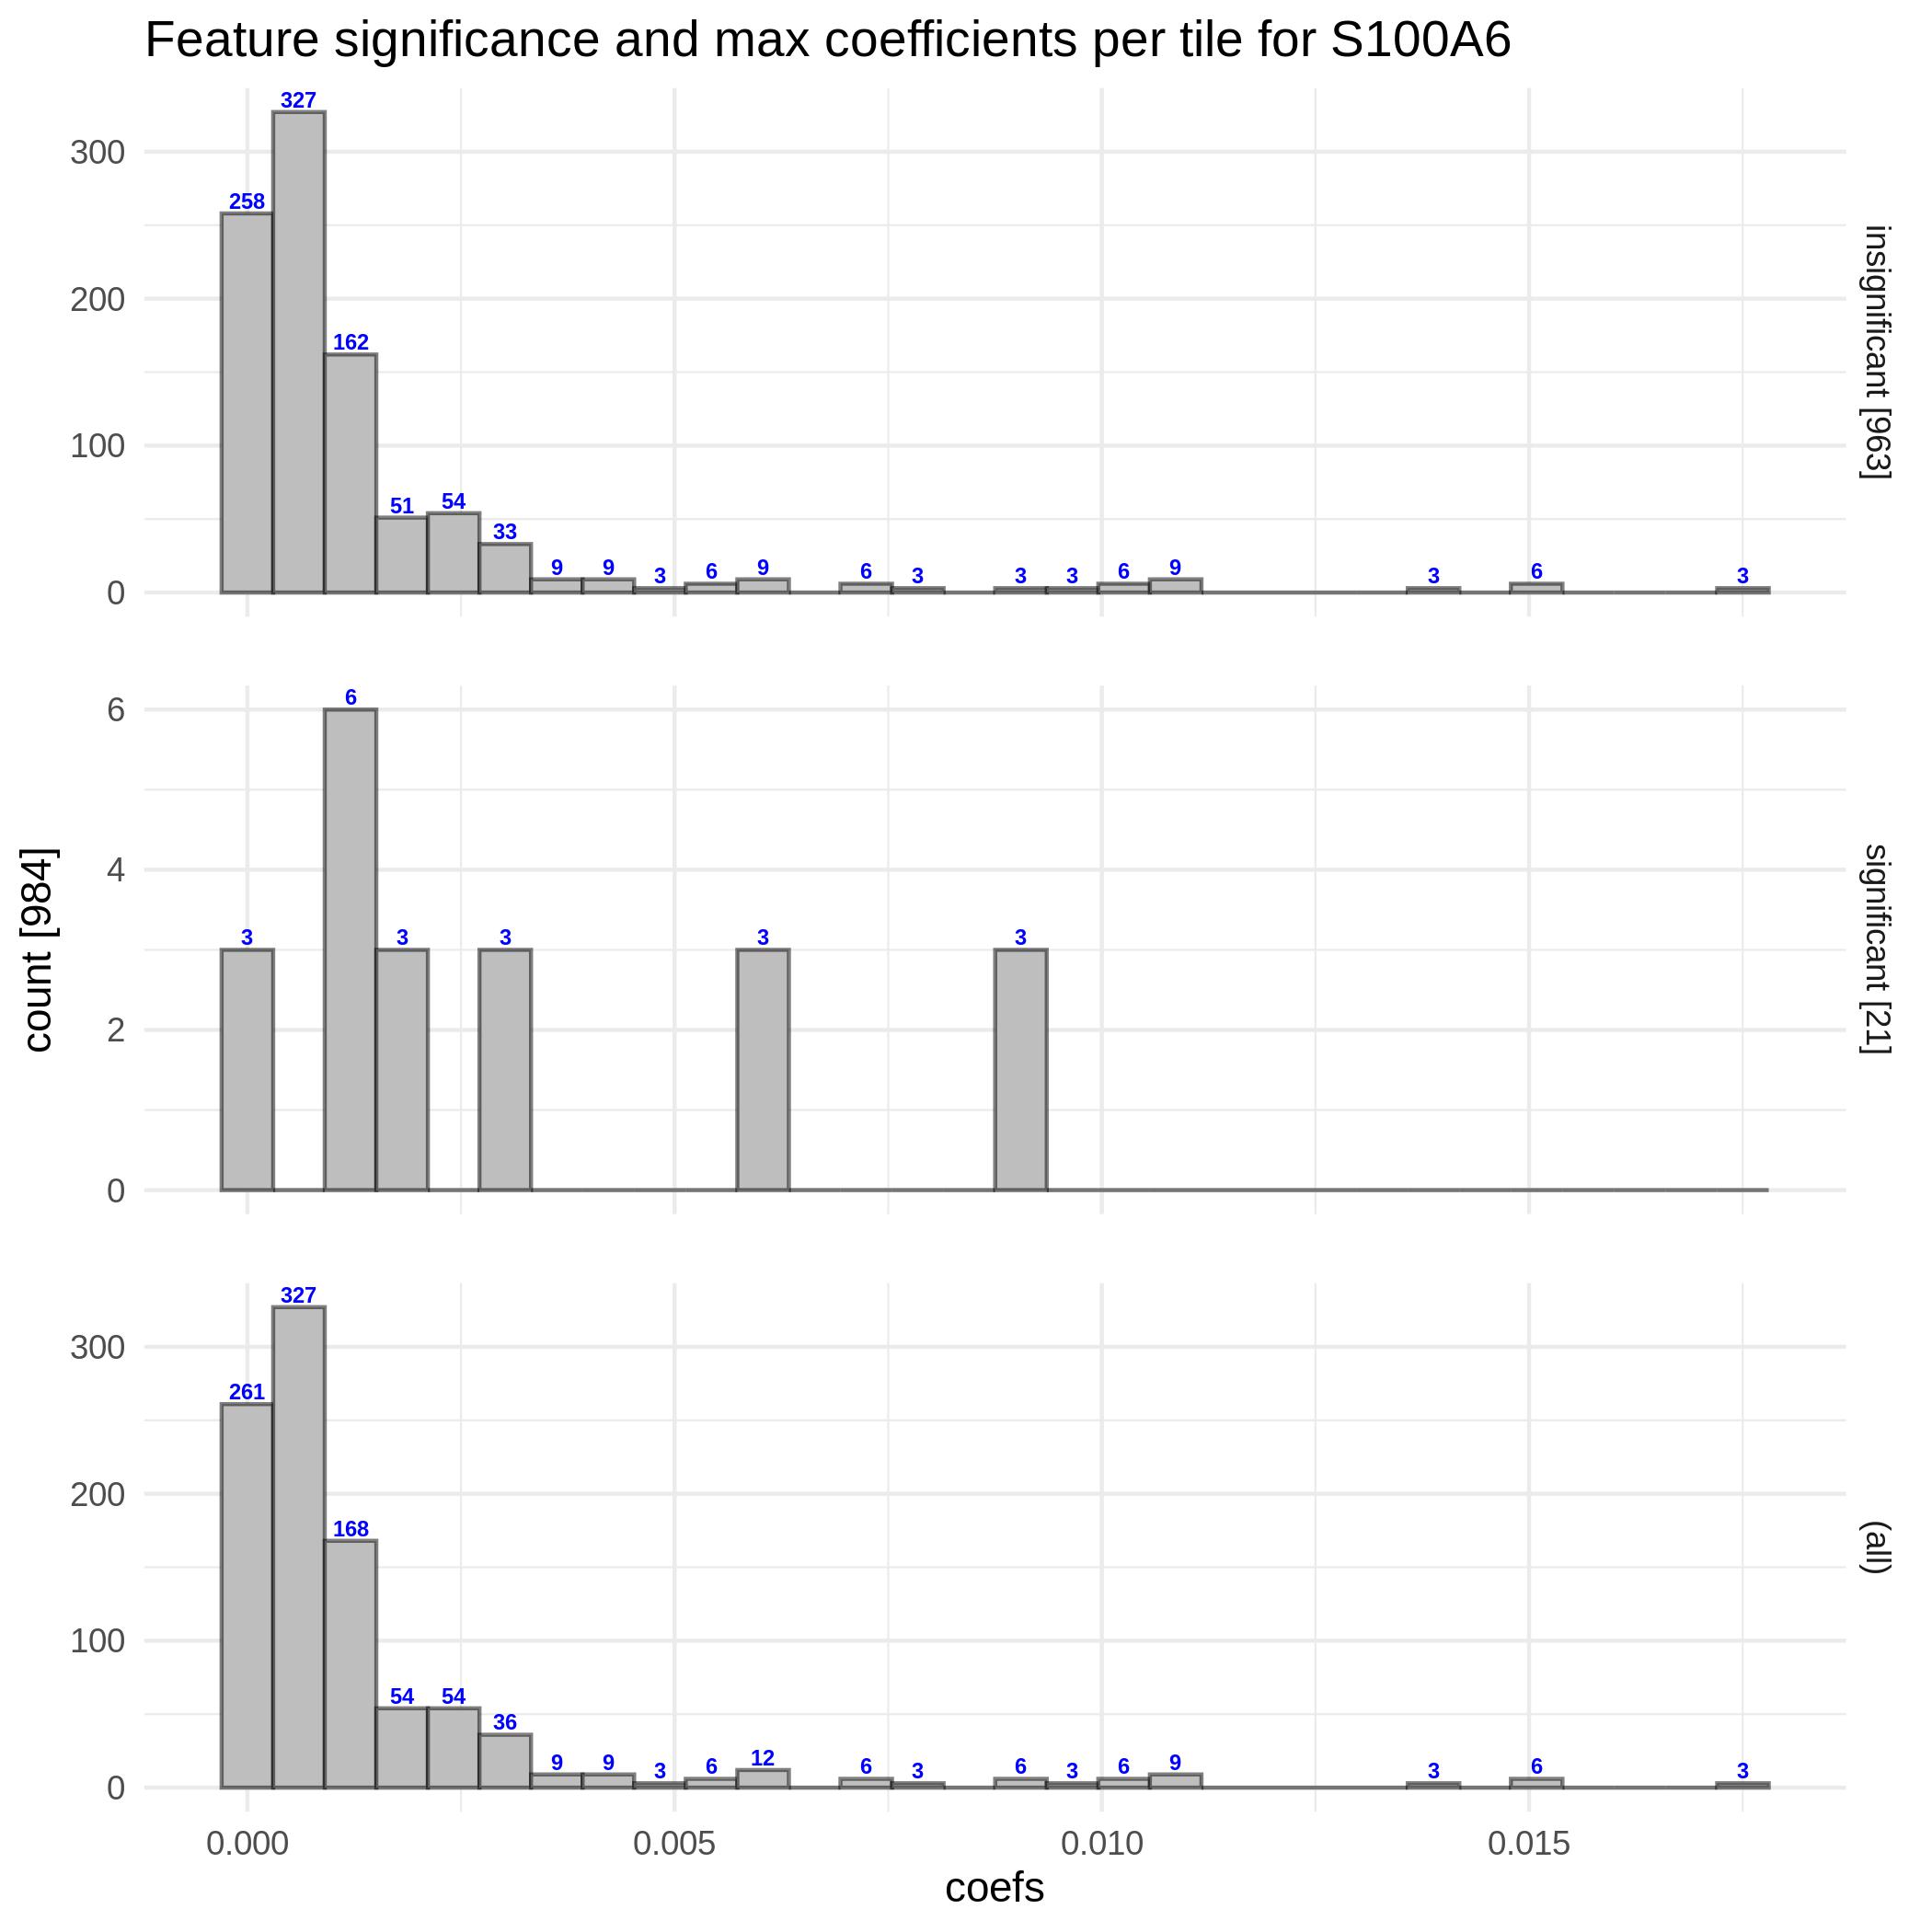 Feature significance and max coefficients per tile for S100A6
327
300
258
200
162
100
51 54 33 9 9 3 6 9 6 3 3 3 6 9 3 6 3
0
insignificant [963]
6
6
4
3 3 3 3 3
2
0
significant [21]
count [984]
327
300
261
200
168
100
54 54 36 9 9 3 6 12 6 3 6 3 6 9 3 6 3
0
(all)
0.000 0.005 0.010 0.015
coefs